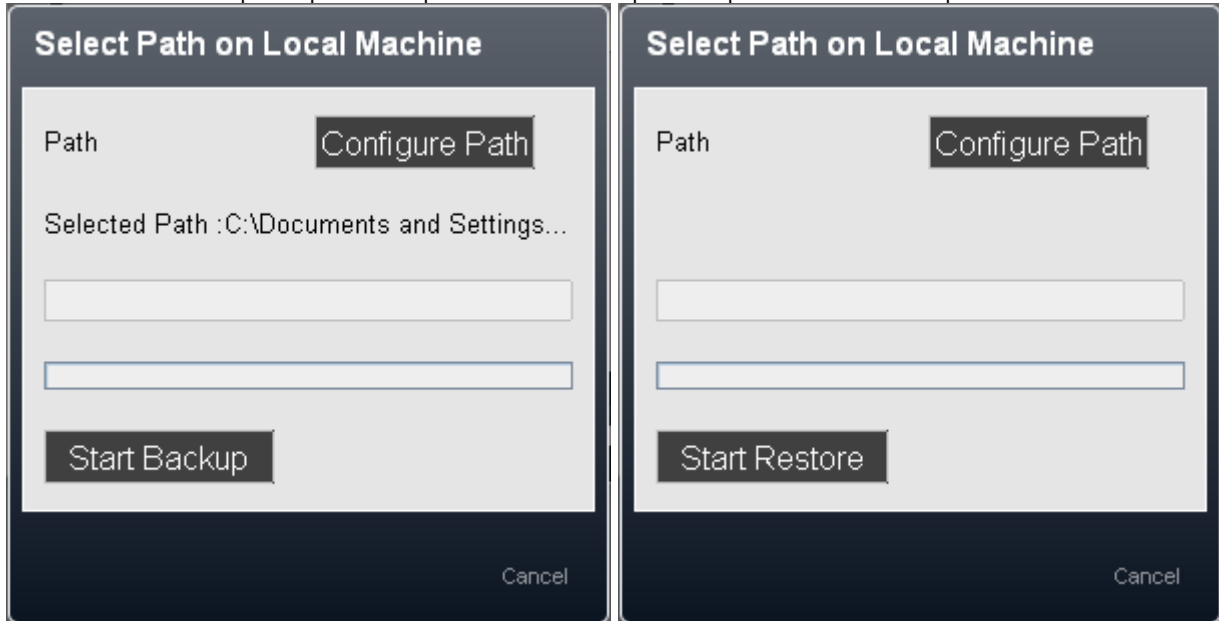 Select Path on Local Machine
Path
Configure Path
Selected Path :C:\Documents and Settings...
Start Backup
Cancel
Select Path on Local Machine
Path
Configure Path
Start Restore
Cancel